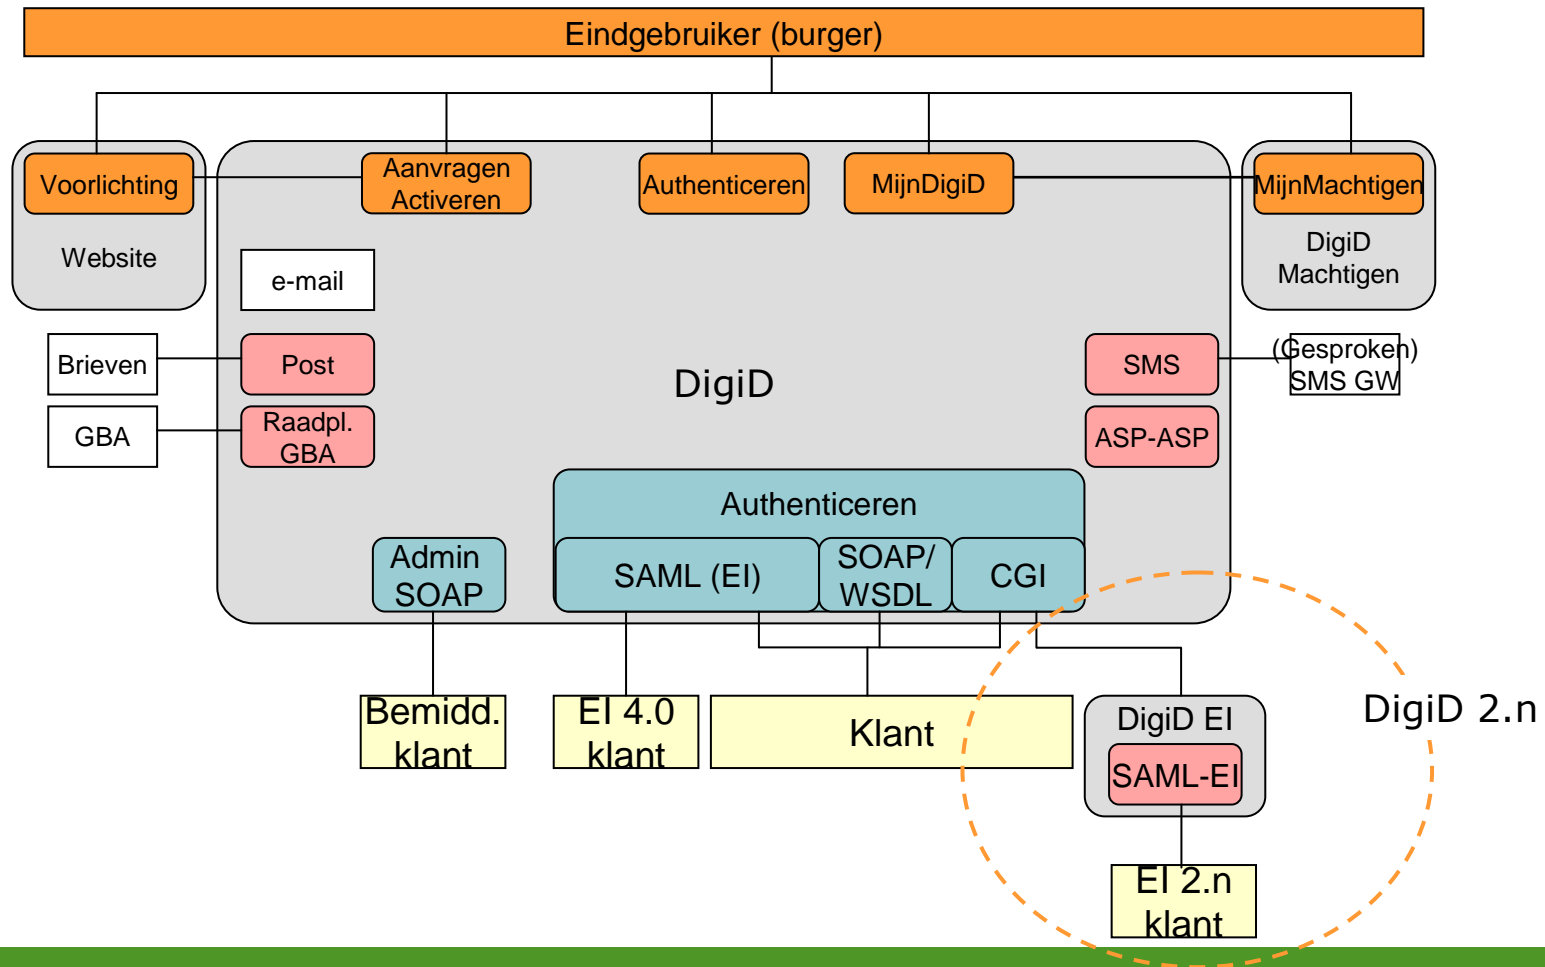 Eindgebruiker (burger)
Voorlichting
Aanvragen
Activeren
Authenticeren
MijnDigiD
MijnMachtigen
Website
DigiD
Machtigen
e-mail
Brieven
Post
DigiD
SMS
(Gesproken)
SMS GW
GBA
Raadpl.
GBA
ASP-ASP
Authenticeren
Admin
SOAP
SAML (EI)
SOAP/
WSDL
CGI
Bemidd.
klant
EI 4.0
klant
Klant
DigiD EI
SAML-EI
DigiD 2.n
EI 2.n
klant